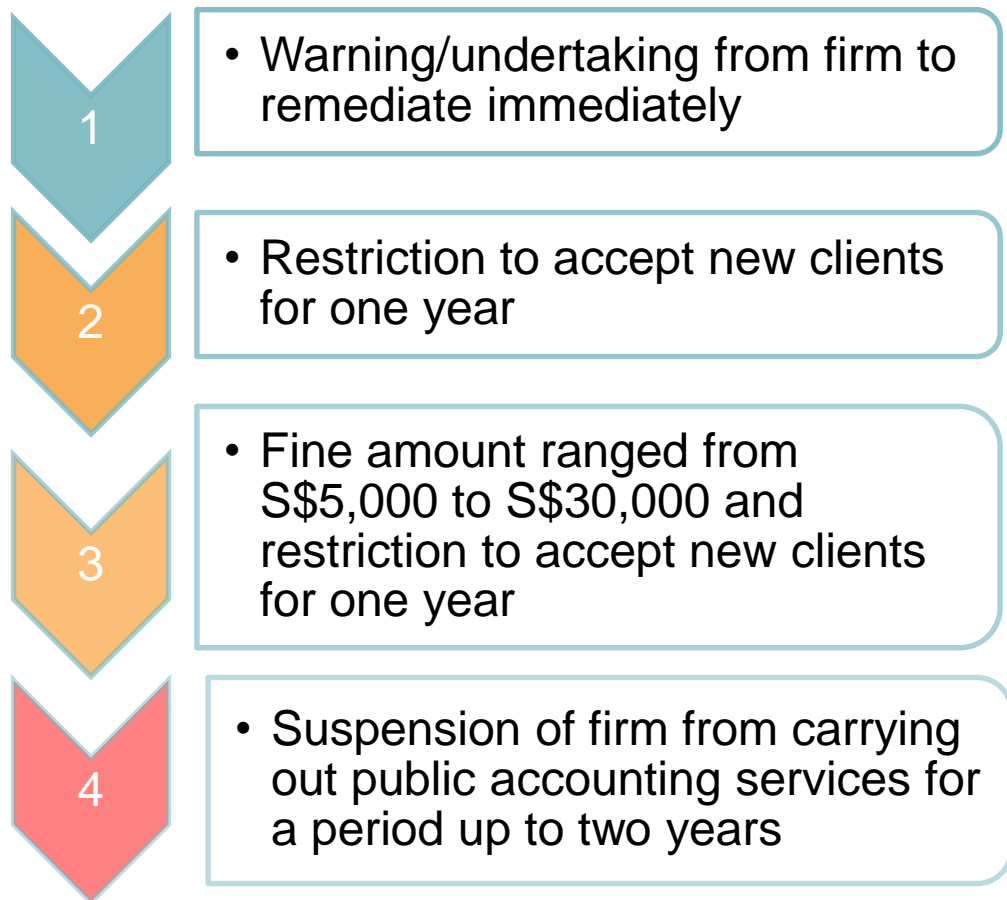 1
• Warning/undertaking from firm to
remediate immediately
2
• Restriction to accept new clients
for one year
3
• Fine amount ranged from
S$5,000 to S$30,000 and
restriction to accept new clients
for one year
4
• Suspension of firm from carrying
out public accounting services for
a period up to two years